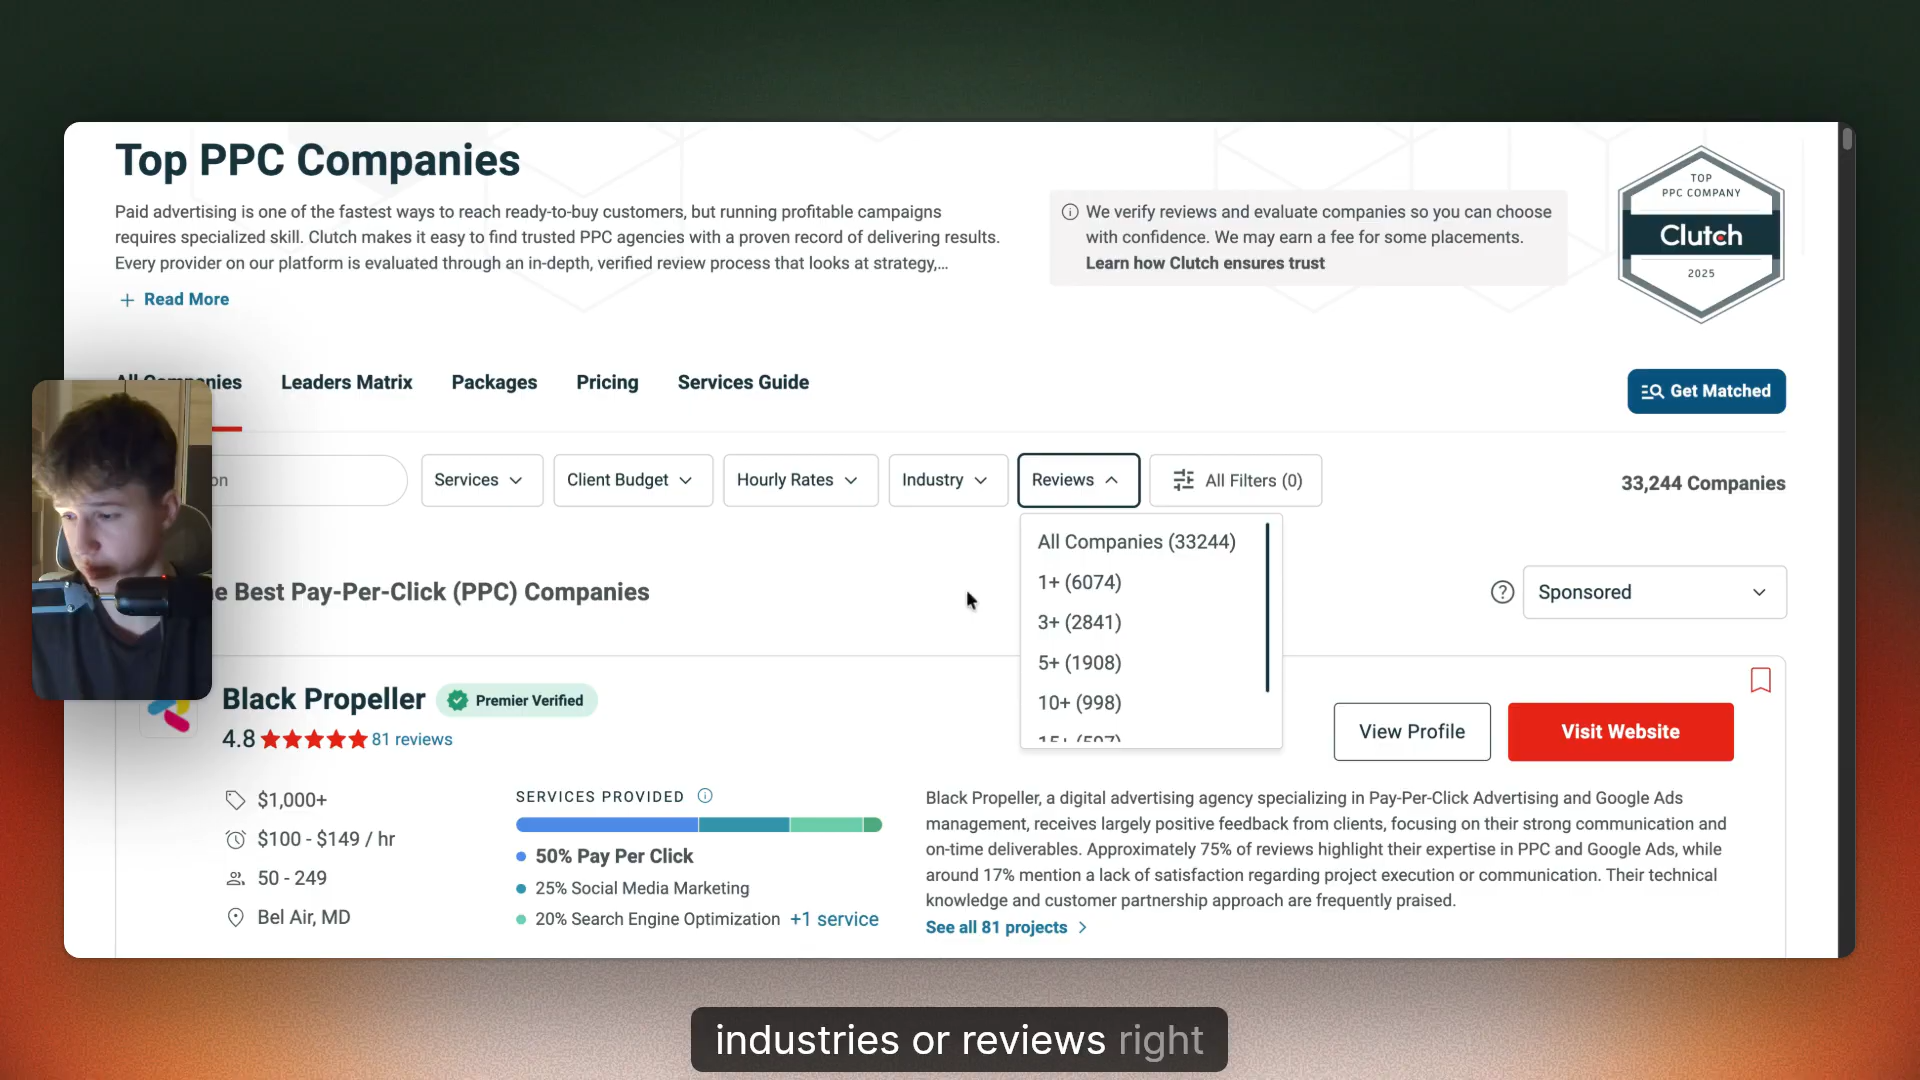 Top PPC Companies
Paid advertising is one of the fastest ways to reach ready-to-buy customers, but running profitable campaigns
requires specialized skill. Clutch makes it easy to find trusted PPC agencies with a proven record of delivering results.
Every provider on our platform is evaluated through an in-depth, verified review process that looks at strategy,...
+ Read More
We verify reviews and evaluate companies so you can choose
with confidence. We may earn a fee for some placements.
Learn how Clutch ensures trust
TOP
PPC COMPANY
Clutch
2025
All Companies
Leaders Matrix
Packages
Pricing
Services Guide
Get Matched
on
Services
Client Budget
Hourly Rates
Industry
Reviews
All Filters (0)
33,244 Companies
All Companies (33244)
1+ (6074)
3+ (2841)
5+ (1908)
10+ (998)
15+ (597)
e Best Pay-Per-Click (PPC) Companies
? Sponsored
Black Propeller
Premier Verified
4.8
81 reviews
View Profile
Visit Website
$1,000+
$100 - $149 / hr
50 - 249
Bel Air, MD
SERVICES PROVIDED
50% Pay Per Click
25% Social Media Marketing
20% Search Engine Optimization +1 service
Black Propeller, a digital advertising agency specializing in Pay-Per-Click Advertising and Google Ads
management, receives largely positive feedback from clients, focusing on their strong communication and
on-time deliverables. Approximately 75% of reviews highlight their expertise in PPC and Google Ads, while
around 17% mention a lack of satisfaction regarding project execution or communication. Their technical
knowledge and customer partnership approach are frequently praised.
See all 81 projects
industries or reviews right